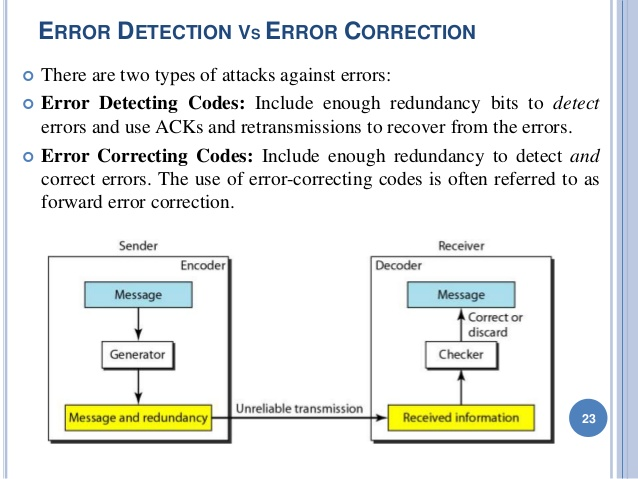 ERROR DETECTION VS ERROR CORRECTION
There are two types of attacks against errors:
Error Detecting Codes: Include enough redundancy bits to detect
errors and use ACKs and retransmissions to recover from the errors.
Error Correcting Codes: Include enough redundancy to detect and
correct errors. The use of error-correcting codes is often referred to as
forward error correction.
Sender
Encoder
Message
Generator
Message and redundancy
Unreliable transmission
Receiver
Decoder
Message
Correct or
discard
Checker
Received information
23